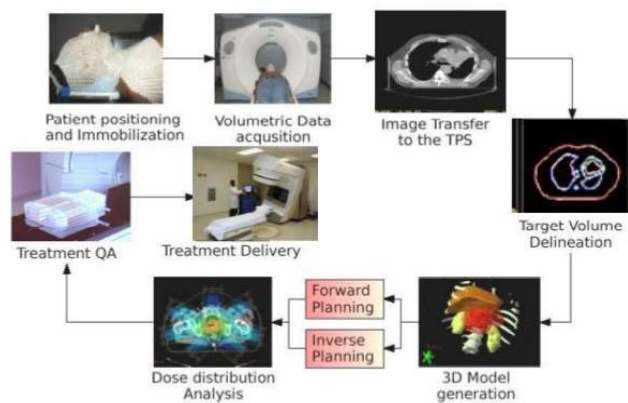 Patient positioning
and Immobilization
Volumetric Data
acqusition
Image Transfer
to the TPS
Target Volume
Delineation
3D Model
generation
Forward
Planning
Inverse
Planning
Dose distribution
Analysis
Treatment QA
Treatment Delivery